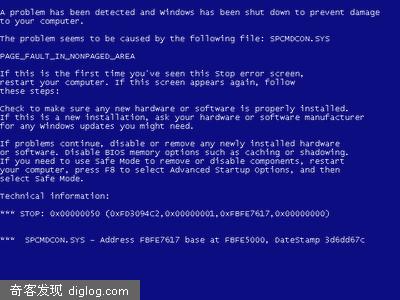 A problem has been detected and Windows has been shut down to prevent damage
to your computer.
The problem seems to be caused by the following file: SPCMDCON.SYS
PAGE_FAULT_IN_NONPAGED_AREA
If this is the first time you've seen this Stop error screen,
restart your computer. If this screen appears again, follow
these steps:
Check to make sure any new hardware or software is properly installed.
If this is a new installation, ask your hardware or software manufacturer
for any Windows updates you might need.
If problems continue, disable or remove any newly installed hardware
or software. Disable BIOS memory options such as caching or shadowing.
If you need to use Safe Mode to remove or disable components, restart
your computer, press F8 to select Advanced Startup Options, and then
select Safe Mode.
Technical information:
*** STOP: 0x00000050 (0xFD3094C2,0x00000001,0xFBFE7617,0x00000000)
*** SPCMDCON.SYS - Address FBFE7617 base at FBFE5000, DateStamp 3d6dd67c
奇客发现 diglog.com